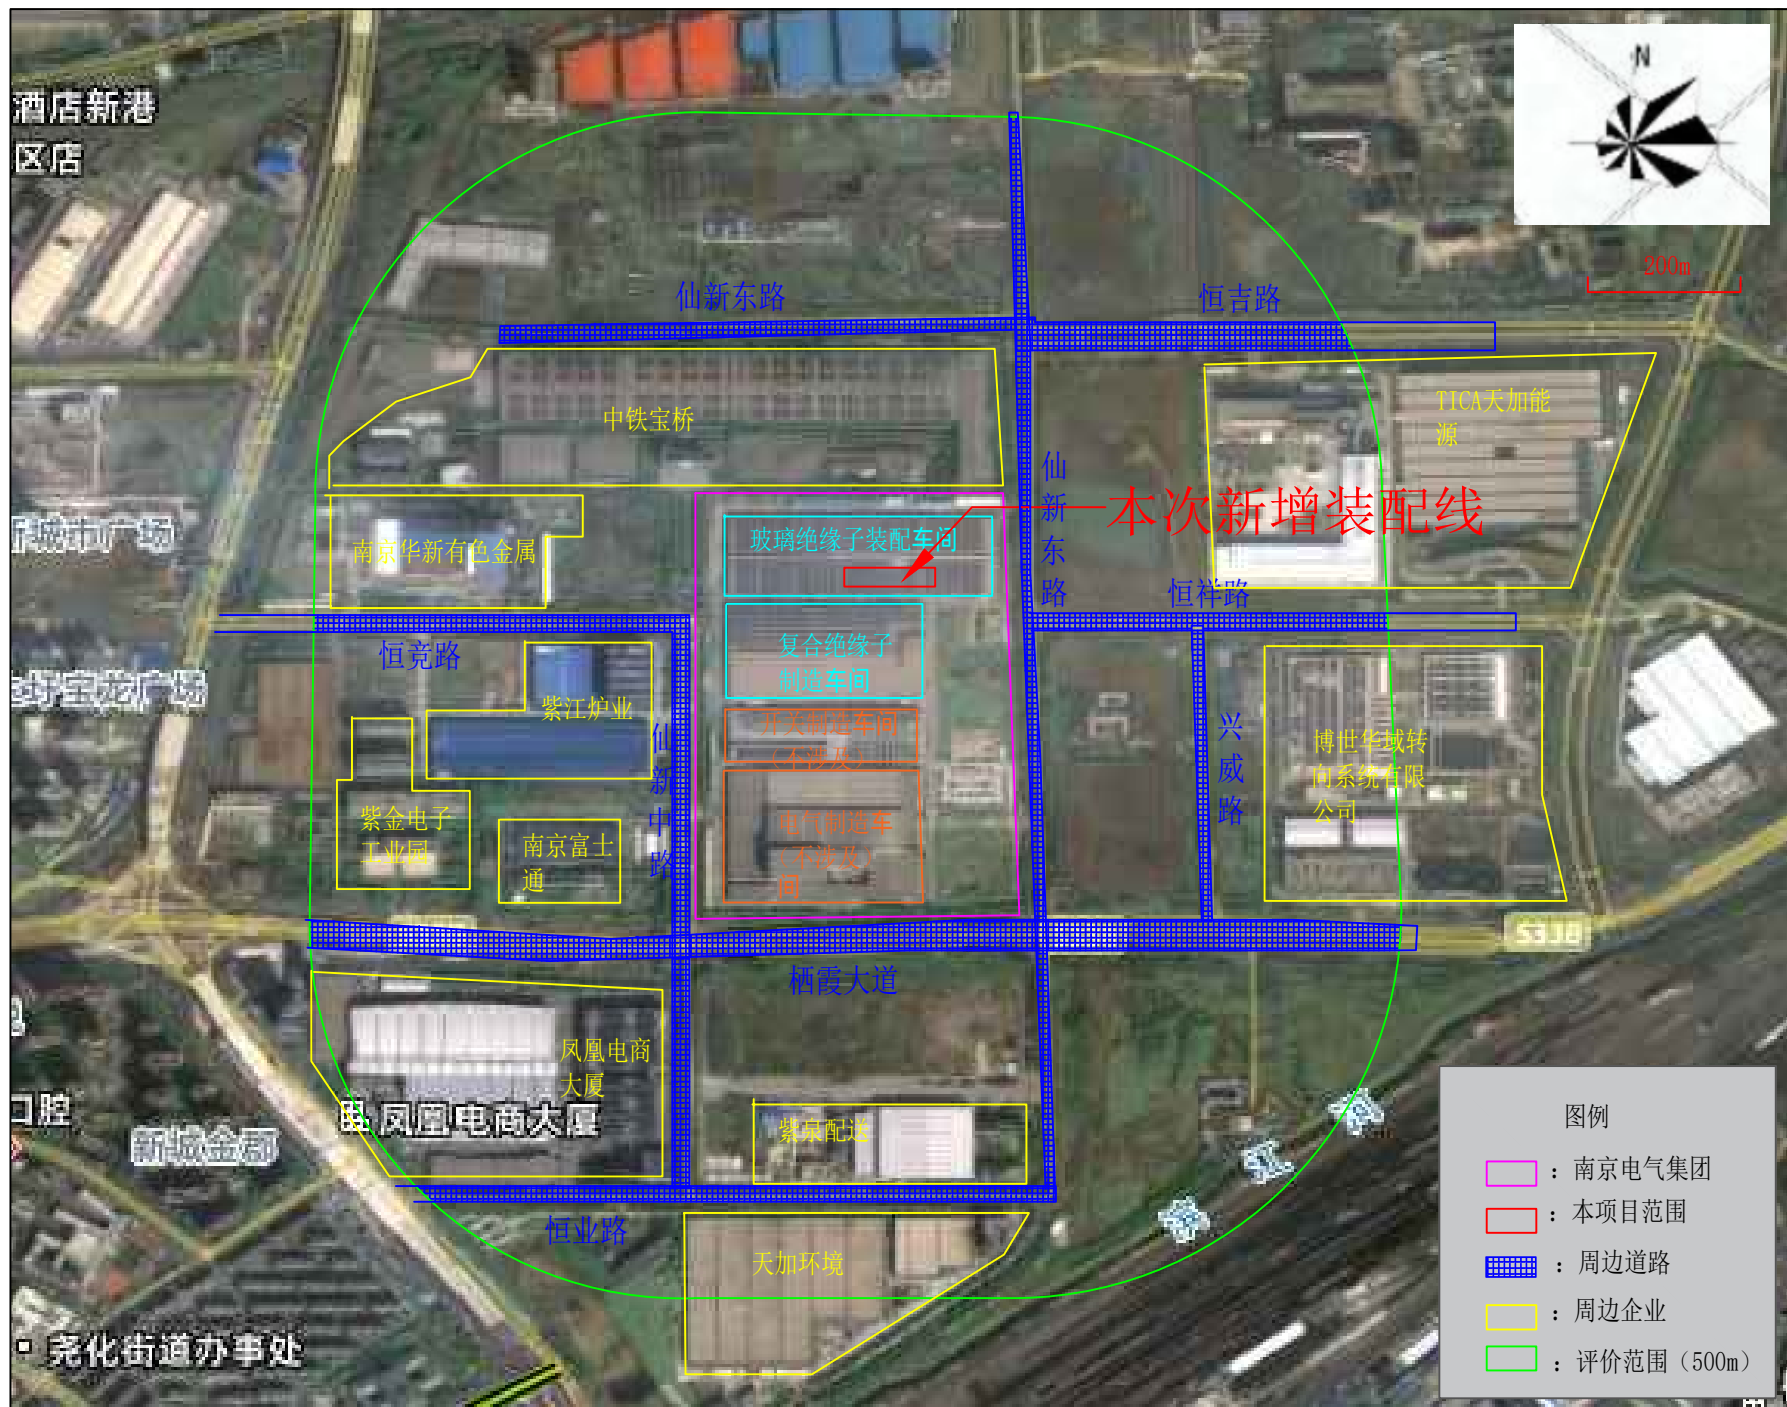 酒店新港
区店
N
200m
仙新东路
恒吉路
中铁宝桥
TICA天加能
源
仙新东路
本次新增装配线
玻璃绝缘子装配车间
南京华新有色金属
恒祥路
恒竞路
复合绝缘子
制造车间
紫江炉业
仙新中路
开关制造车间
（不涉及）
兴威路
博世华域转
向系统有限
公司
紫金电子
工业园
南京富士
通
电气制造车
（不涉及）
间
S338
栖霞大道
凤凰电商
大厦
凤凰电商大厦
口腔
新城金郡
紫泉配送
恒业路
天加环境
尧化街道办事处
图例
：南京电气集团
：本项目范围
：周边道路
：周边企业
：评价范围（500m）